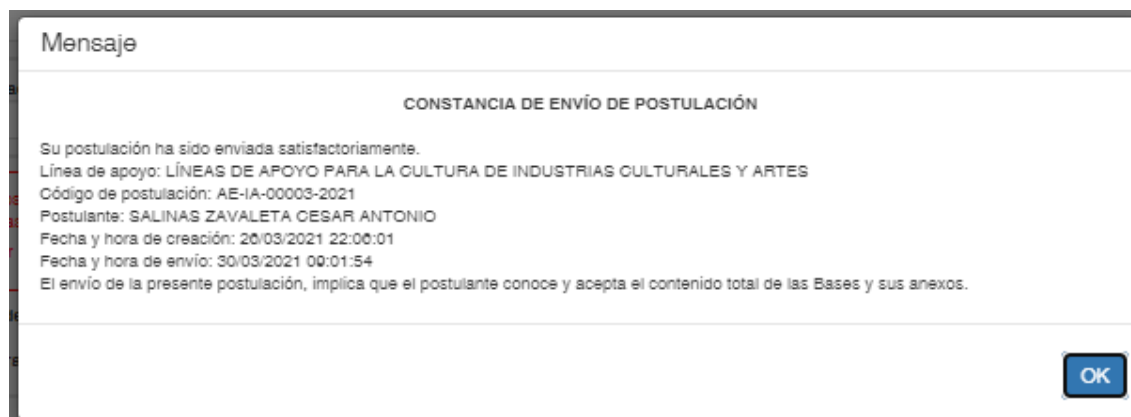 Mensaje
CONSTANCIA DE ENVÍO DE POSTULACIÓN
Su postulación ha sido enviada satisfactoriamente.
Línea de apoyo: LÍNEAS DE APOYO PARA LA CULTURA DE INDUSTRIAS CULTURALES Y ARTES
Código de postulación: AE-IA-00003-2021
Postulante: SALINAS ZAVALETA CESAR ANTONIO
Fecha y hora de creación: 26/03/2021 22:06:01
Fecha y hora de envío: 30/03/2021 09:01:54
El envío de la presente postulación, implica que el postulante conoce y acepta el contenido total de las Bases y sus anexos.
OK